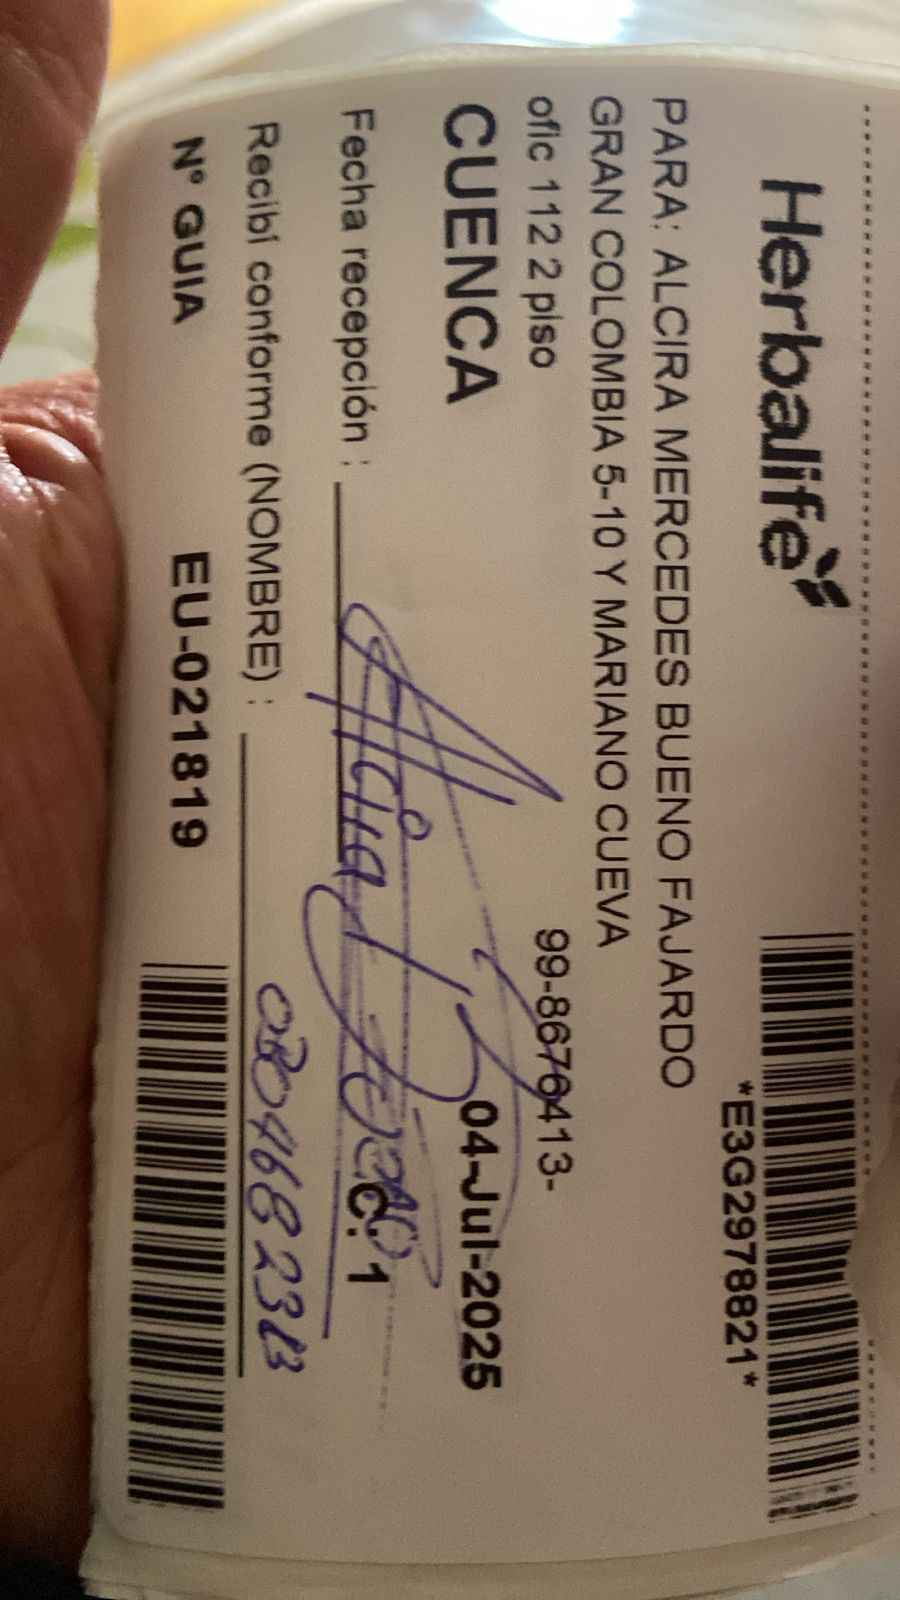 Herbalife
*E3G2978821*
PARA: ALCIRA MERCEDES BUENO FAJARDO
GRAN COLOMBIA 5-10 Y MARIANO CUEVA
ofic 112 2 piso
99-8676413-
CUENCA
04-Jul-2025
Fecha recepción :
C. 1
Recibí conforme (NOMBRE) :
Nº GUIA
EU-021819